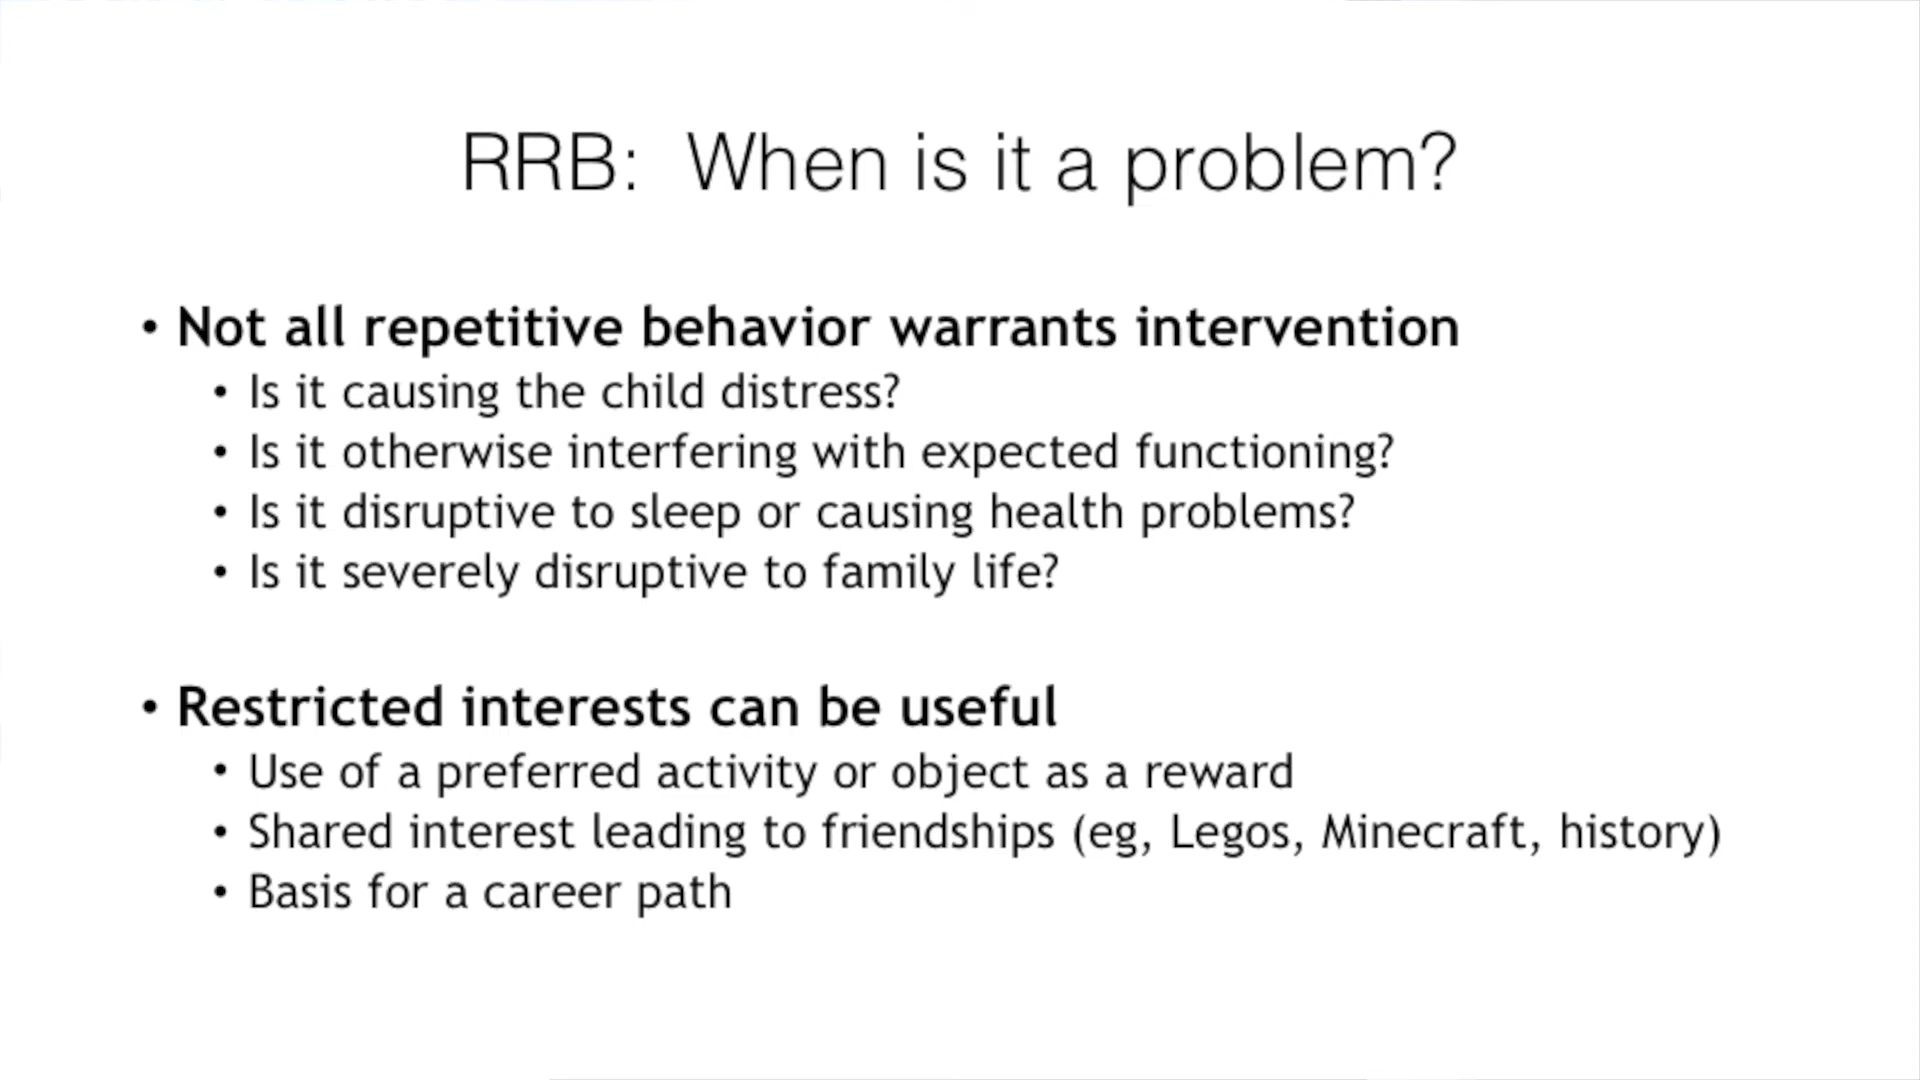 RRB: When is it a problem?
• Not all repetitive behavior warrants intervention
• Is it causing the child distress?
• Is it otherwise interfering with expected functioning?
• Is it disruptive to sleep or causing health problems?
• Is it severely disruptive to family life?
• Restricted interests can be useful
• Use of a preferred activity or object as a reward
• Shared interest leading to friendships (eg, Legos, Minecraft, history)
• Basis for a career path